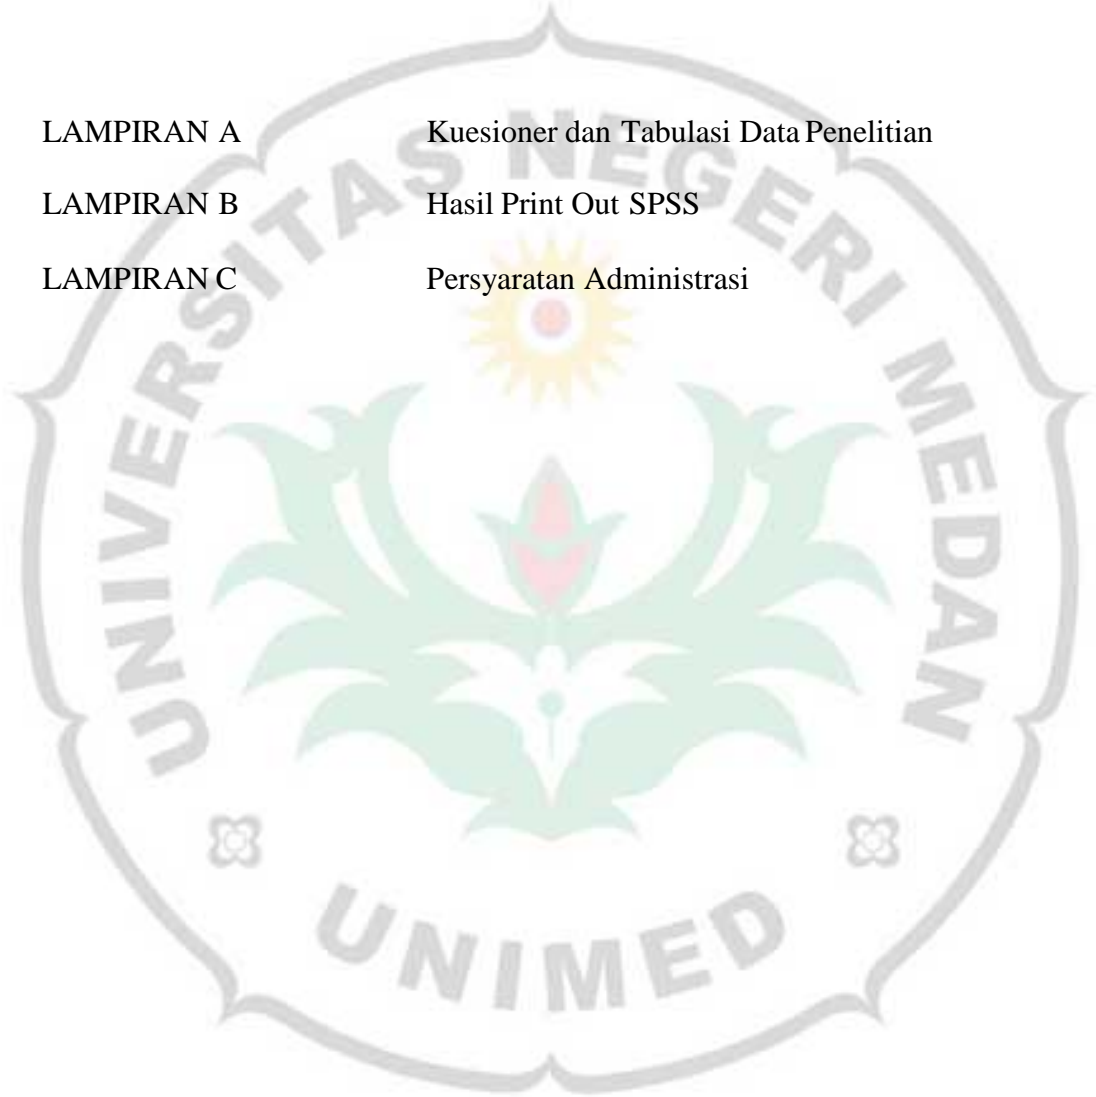 LAMPIRAN A Kuesioner dan Tabulasi Data Penelitian
LAMPIRAN B Hasil Print Out SPSS
LAMPIRAN C Persyaratan Administrasi
UNIVERSITAS NEGERI MEDAN
UNIMED